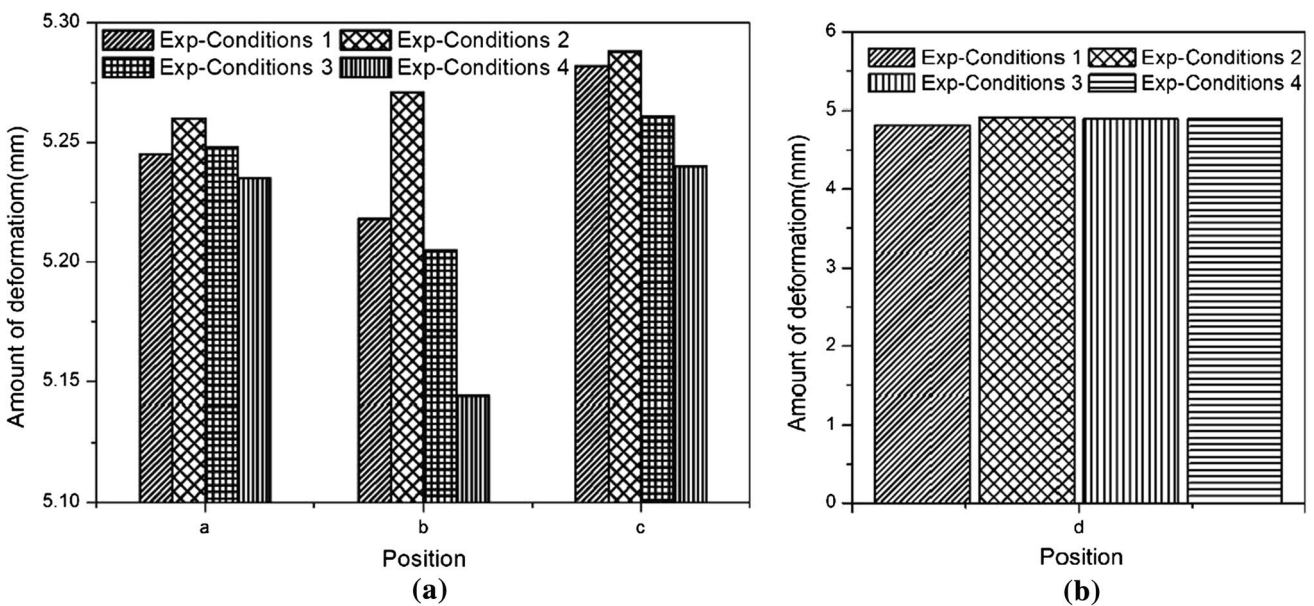 5.30
5.25
5.20
5.15
5.10
Amount of deformatiom(mm)
Exp-Conditions 1 Exp-Conditions 2
Exp-Conditions 3 Exp-Conditions 4
a b c
Position
(a)
6
5
4
3
2
1
0
Amount of deformatiom(mm)
Exp-Conditions 1 Exp-Conditions 2
Exp-Conditions 3 Exp-Conditions 4
d
Position
(b)